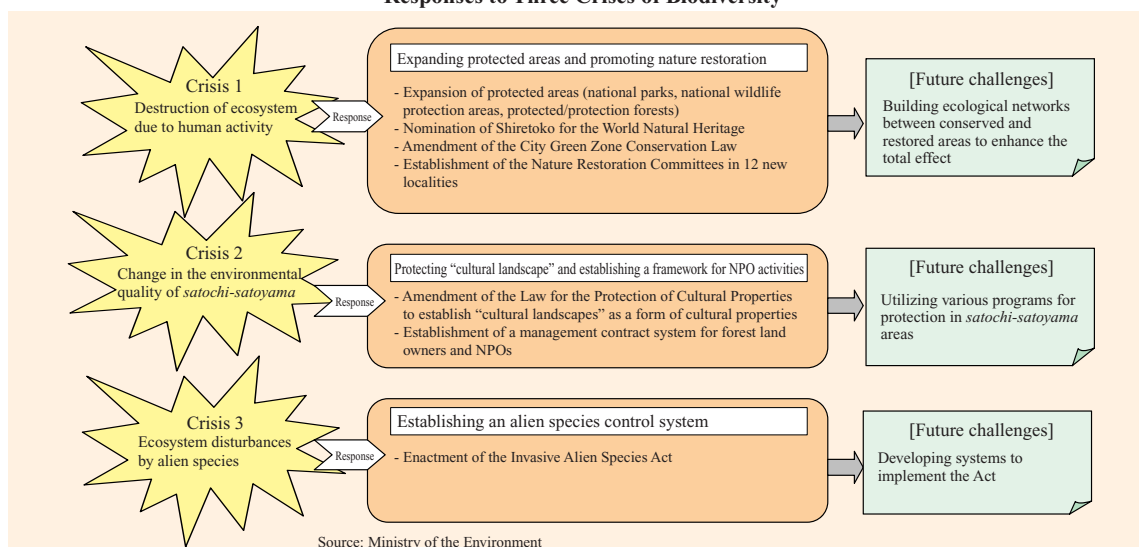 Responses to Three Crises of Biodiversity
Crisis 1
Destruction of ecosystem
due to human activity
Response
Expanding protected areas and promoting nature restoration
- Expansion of protected areas (national parks, national wildlife
protection areas, protected/protection forests)
- Nomination of Shiretoko for the World Natural Heritage
- Amendment of the City Green Zone Conservation Law
- Establishment of the Nature Restoration Committees in 12 new
localities
[Future challenges]
Building ecological networks
between conserved and
restored areas to enhance the
total effect
Crisis 2
Change in the environmental
quality of satochi-satoyama
Response
Protecting “cultural landscape” and establishing a framework for NPO activities
- Amendment of the Law for the Protection of Cultural Properties
to establish “cultural landscapes” as a form of cultural properties
- Establishment of a management contract system for forest land
owners and NPOs
[Future challenges]
Utilizing various programs for
protection in satochi-satoyama
areas
Crisis 3
Ecosystem disturbances
by alien species
Response
Establishing an alien species control system
- Enactment of the Invasive Alien Species Act
[Future challenges]
Developing systems to
implement the Act
Source: Ministry of the Environment